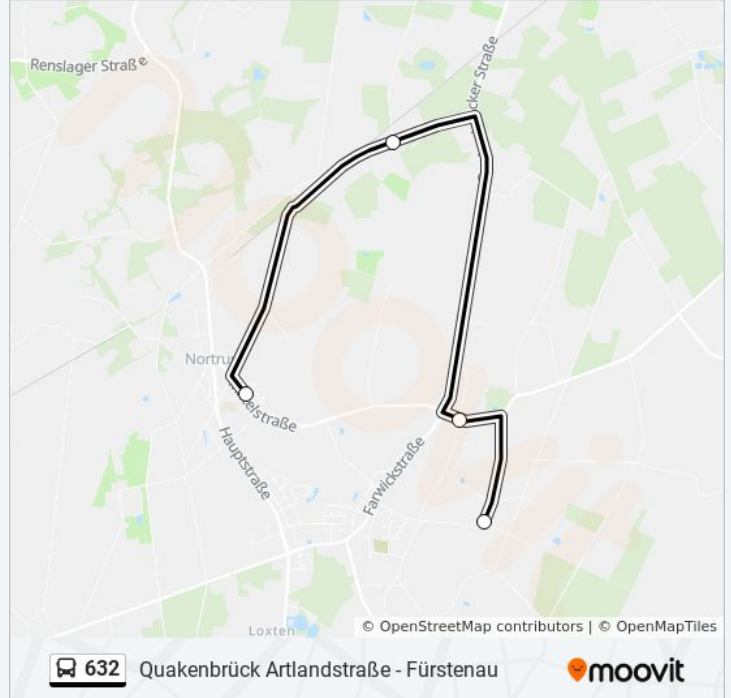 Renslager Straße
cker Straße
Nortru
elstraße
Hauptstraße
Farwickstraße
Loxten
© OpenStreetMap contributors | © OpenMapTiles
632 Quakenbrück Artlandstraße - Fürstenau
moovit